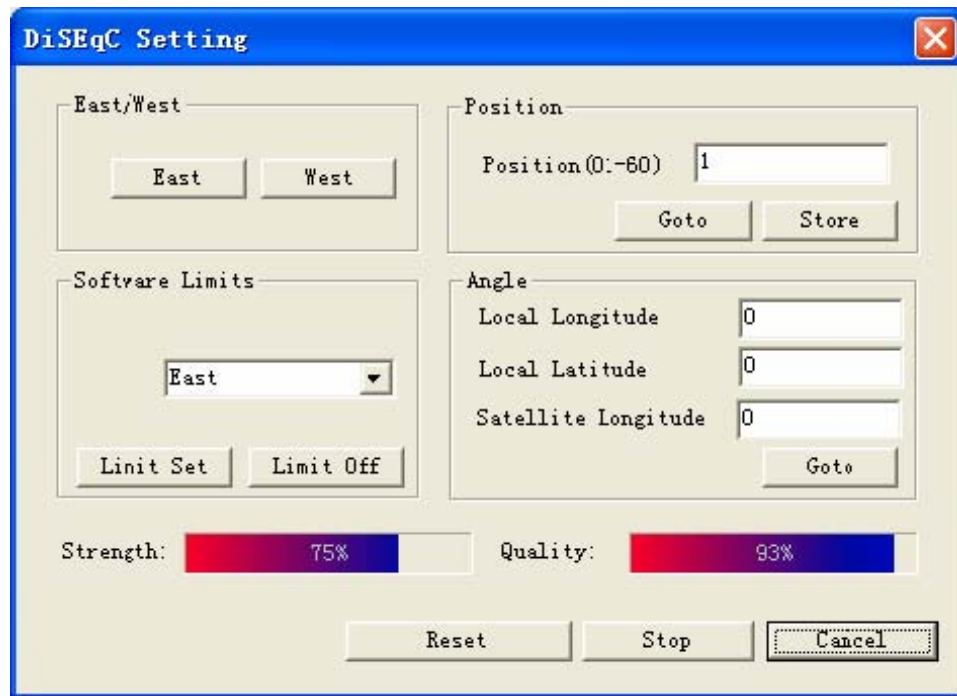 DiSEqC Setting
East/West
East West
Position
Position(0:-60) 1
Goto Store
Software Limits
East
Linit Set Limit Off
Angle
Local Longitude 0
Local Latitude 0
Satellite Longitude 0
Goto
Strength: 75% Quality: 93%
Reset Stop Cancel